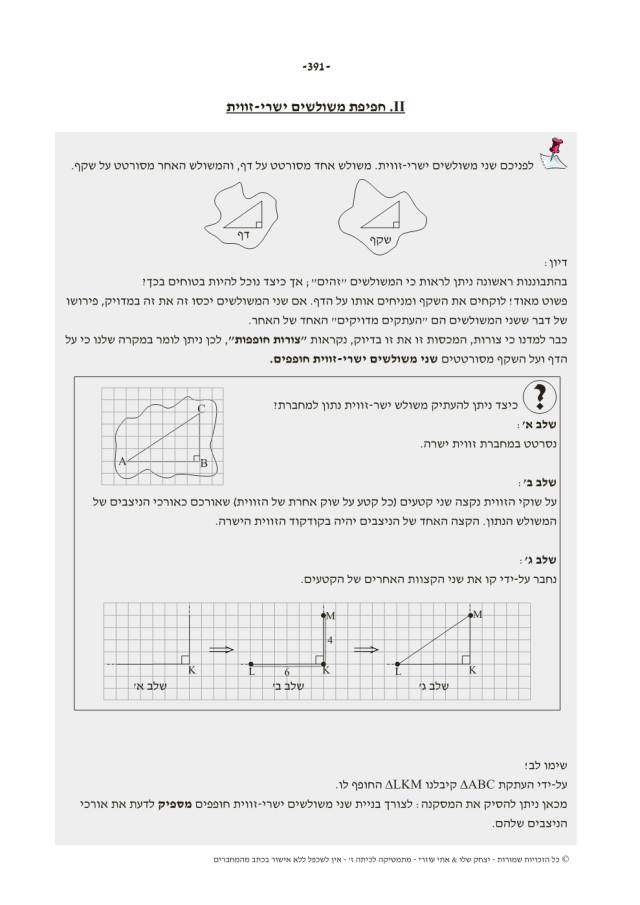 -391-
II. חפיפת משולשים ישרי-זווית
לפניכם שני משולשים ישרי-זווית. משולש אחד מסורטט על דף, והמשולש האחר מסורטט על שקף.
דף
שקף
דיון:
בהתבוננות ראשונה ניתן לראות כי המשולשים "זהים"; אך כיצד נוכל להיות בטוחים בכך?
פשוט מאוד! לוקחים את השקף ומניחים אותו על הדף. אם שני המשולשים יכסו זה את זה במדויק, פירושו
של דבר ששני המשולשים הם "העתקים מדויקים" האחד של האחר.
כבר למדנו כי צורות, המכסות זו את זו בדיוק, נקראות "צורות חופפות", לכן ניתן לומר במקרה שלנו כי על
הדף ועל השקף מסורטטים שני משולשים ישרי-זווית חופפים.
?
כיצד ניתן להעתיק משולש ישר-זווית נתון למחברת?
C
A
B
שלב א':
נסרטט במחברת זווית ישרה.
שלב ב':
על שוקי הזווית נקצה שני קטעים (כל קטע על שוק אחרת של הזווית) שאורכם כאורכי הניצבים של
המשולש הנתון. הקצה האחד של הניצבים יהיה בקודקוד הזווית הישרה.
שלב ג':
נחבר על-ידי קו את שני הקצוות האחרים של הקטעים.
K
שלב א'
M
4
L
6
K
שלב ב'
M
L
K
שלב ג'
שימו לב!
על-ידי העתקת ΔABC קיבלנו ΔLKM החופף לו.
מכאן ניתן להסיק את המסקנה: לצורך בניית שני משולשים ישרי-זווית חופפים מספיק לדעת את אורכי
הניצבים שלהם.
© כל הזכויות שמורות - יצחק שלו & אתי עוזרי - מתמטיקה לכיתה ז' - אין לשכפל ללא אישור בכתב מהמחברים